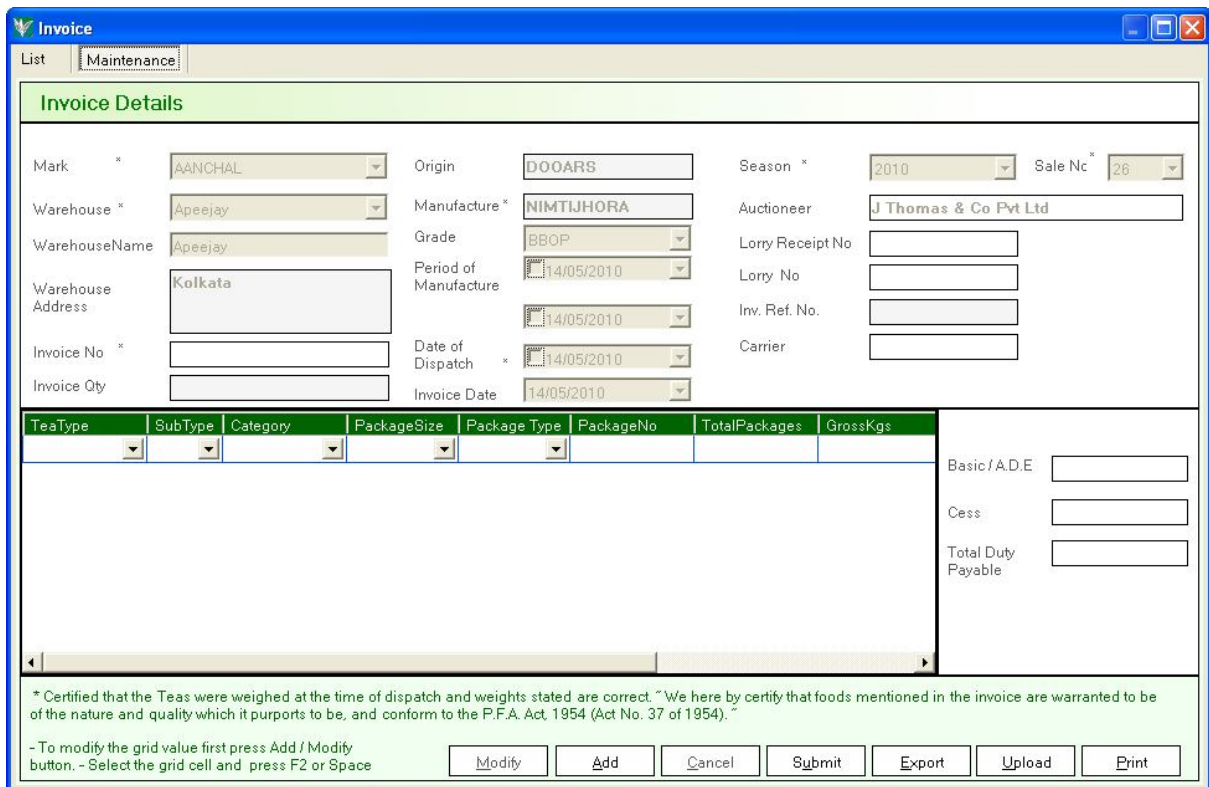 Invoice
List Maintenance
Invoice Details
Mark * AANCHAL Origin DOOARS Season * 2010 Sale Nc * 26
Warehouse * Apeejay Manufacture * NIMTIJHORA Auctioneer J Thomas & Co Pvt Ltd
WarehouseName Apeejay Grade BBOP Lorry Receipt No
Warehouse Address Kolkata Period of Manufacture 14/05/2010 Lorry No
14/05/2010 Inv. Ref. No.
Invoice No * Date of Dispatch * 14/05/2010 Carrier
Invoice Qty Invoice Date 14/05/2010
TeaType SubType Category PackageSize Package Type PackageNo TotalPackages GrossKgs
Basic / A.D.E
Cess
Total Duty
Payable
* Certified that the Teas were weighed at the time of dispatch and weights stated are correct. " We here by certify that foods mentioned in the invoice are warranted to be
of the nature and quality which it purports to be, and conform to the P.F.A. Act, 1954 (Act No. 37 of 1954). "
- To modify the grid value first press Add / Modify
button. - Select the grid cell and press F2 or Space
Modify Add Cancel Submit Export Upload Print